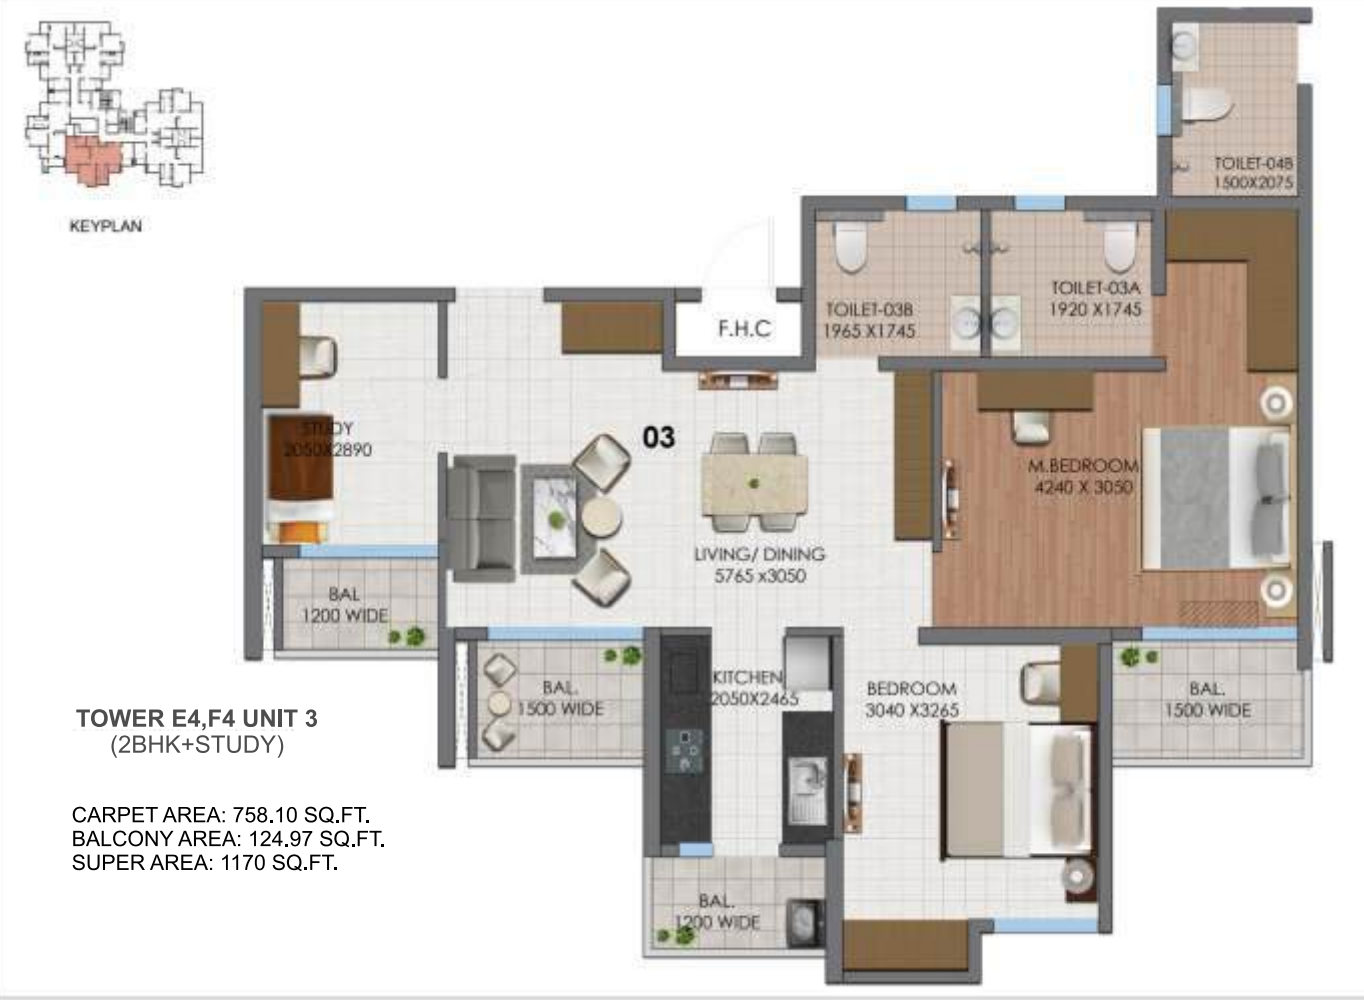 KEYPLAN
TOILET-04B
1500X2075
TOILET-03A
1920 X1745
TOILET-03B
1965 X1745
F.H.C
STUDY
2050X2890
03
M.BEDROOM
4240 X 3050
LIVING/ DINING
5765 x3050
BAL
1200 WIDE
BAL.
1500 WIDE
KITCHEN
2050X2465
BEDROOM
3040 X3265
BAL.
1500 WIDE
TOWER E4,F4 UNIT 3
(2BHK+STUDY)
CARPET AREA: 758.10 SQ.FT.
BALCONY AREA: 124.97 SQ.FT.
SUPER AREA: 1170 SQ.FT.
BAL.
1200 WIDE